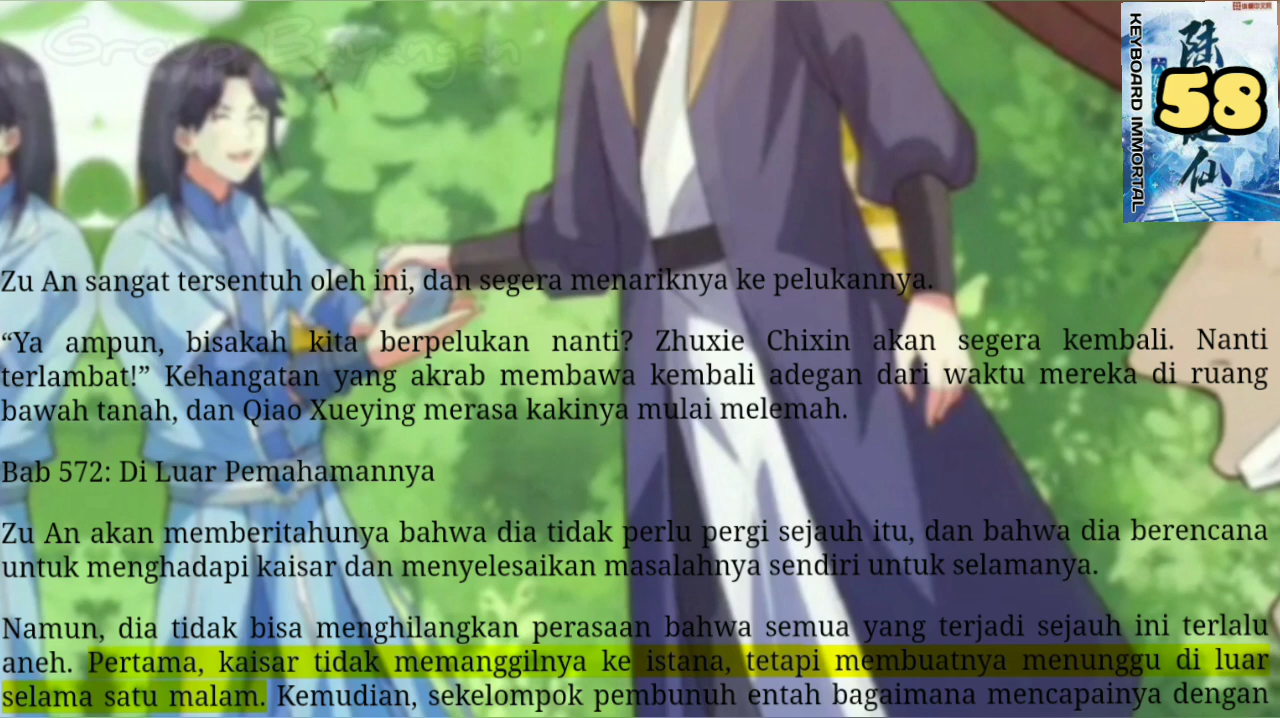 Group Bayangan
KEYBOARD IMMORTAL
58
Zu An sangat tersentuh oleh ini, dan segera menariknya ke pelukannya.
“Ya ampun, bisakah kita berpelukan nanti? Zhuxie Chixin akan segera kembali. Nanti
terlambat!” Kehangatan yang akrab membawa kembali adegan dari waktu mereka di ruang
bawah tanah, dan Qiao Xueying merasa kakinya mulai melemah.
Bab 572: Di Luar Pemahamannya
Zu An akan memberitahunya bahwa dia tidak perlu pergi sejauh itu, dan bahwa dia berencana
untuk menghadapi kaisar dan menyelesaikan masalahnya sendiri untuk selamanya.
Namun, dia tidak bisa menghilangkan perasaan bahwa semua yang terjadi sejauh ini terlalu
aneh. Pertama, kaisar tidak memanggilnya ke istana, tetapi membuatnya menunggu di luar
selama satu malam. Kemudian, sekelompok pembunuh entah bagaimana mencapainya dengan